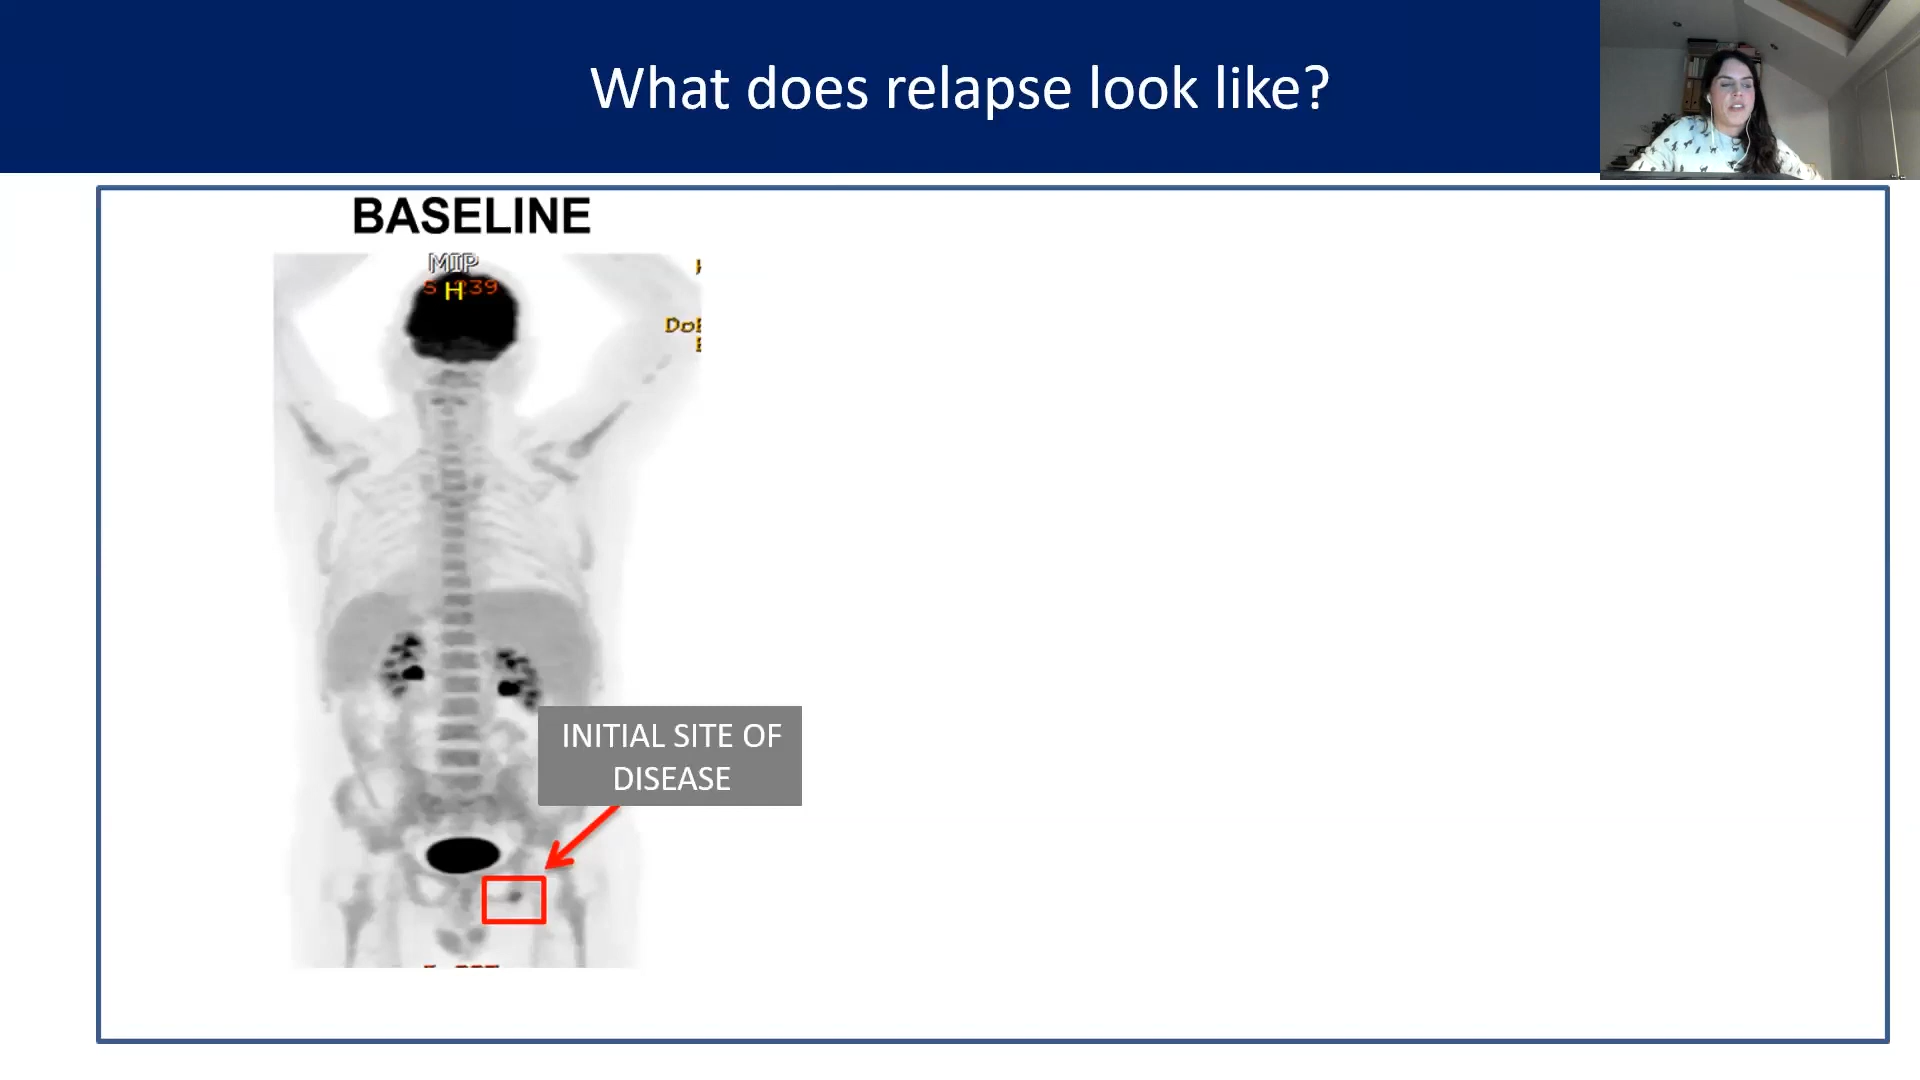 What does relapse look like?
BASELINE
MIP
H
INITIAL SITE OF
DISEASE